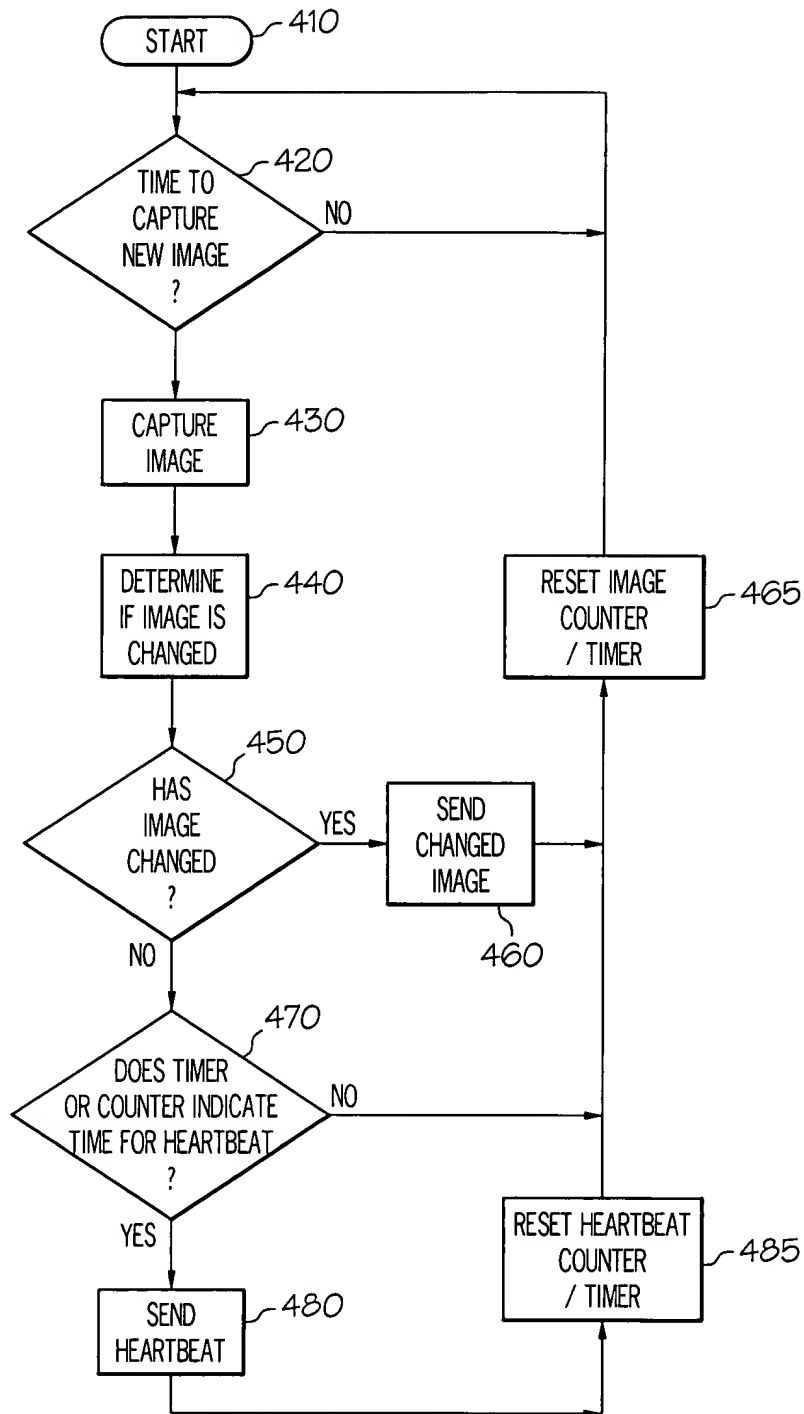 START
410
TIME TO
CAPTURE
NEW IMAGE
?
420
NO
CAPTURE
IMAGE
430
DETERMINE
IF IMAGE IS
CHANGED
440
RESET IMAGE
COUNTER
/ TIMER
465
HAS
IMAGE
CHANGED
?
450
YES
SEND
CHANGED
IMAGE
460
NO
DOES TIMER
OR COUNTER INDICATE
TIME FOR HEARTBEAT
?
470
NO
YES
RESET HEARTBEAT
COUNTER
/ TIMER
485
SEND
HEARTBEAT
480